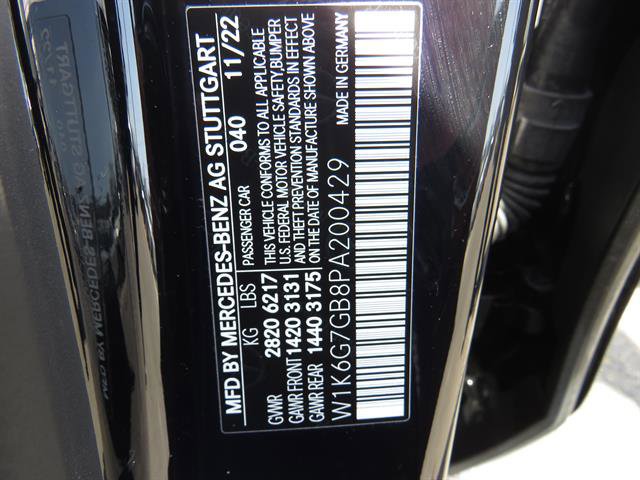 MFD BY MERCEDES-BENZ AG STUTTGART
040 11/22
PASSENGER CAR
THIS VEHICLE CONFORMS TO ALL APPLICABLE
U.S. FEDERAL MOTOR VEHICLE SAFETY, BUMPER
AND THEFT PREVENTION STANDARDS IN EFFECT
ON THE DATE OF MANUFACTURE SHOWN ABOVE
KG LBS
GVWR 2820 6217
GAWR FRONT 1420 3131
GAWR REAR 1440 3175
MADE IN GERMANY
W1K6G7GB8PA200429